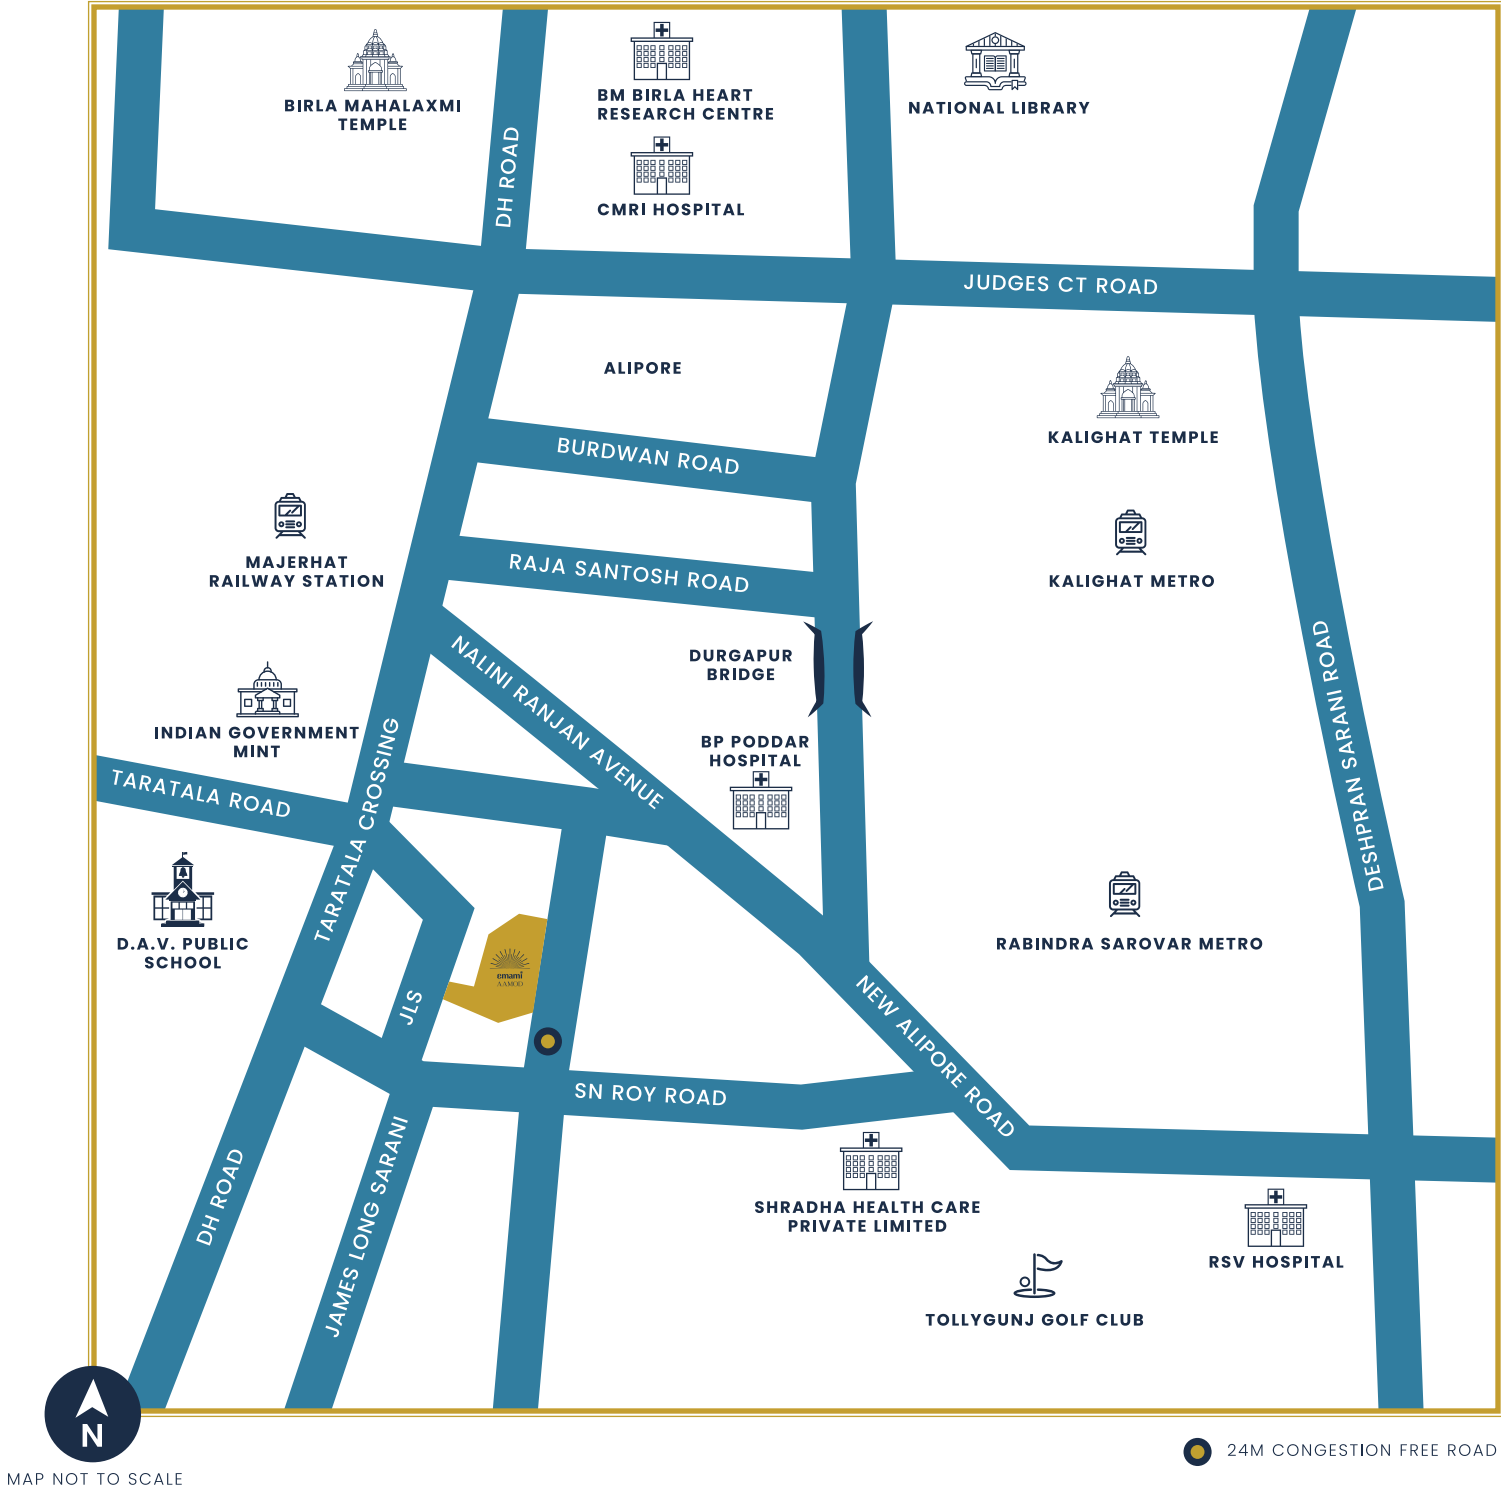 BIRLA MAHALAXMI
TEMPLE
DH ROAD
BM BIRLA HEART
RESEARCH CENTRE
CMRI HOSPITAL
NATIONAL LIBRARY
JUDGES CT ROAD
ALIPORE
KALIGHAT TEMPLE
BURDWAN ROAD
MAJERHAT
RAILWAY STATION
RAJA SANTOSH ROAD
KALIGHAT METRO
NALINI RANJAN AVENUE
DURGAPUR
BRIDGE
DESHPRAN SARANI ROAD
INDIAN GOVERNMENT
MINT
BP PODDAR
HOSPITAL
TARATALA ROAD
TARATALA CROSSING
D.A.V. PUBLIC
SCHOOL
emami
AAMOD
RABINDRA SAROVAR METRO
JLS
NEW ALIPORE ROAD
SN ROY ROAD
DH ROAD
JAMES LONG SARANI
SHRADHA HEALTH CARE
PRIVATE LIMITED
RSV HOSPITAL
TOLLYGUNJ GOLF CLUB
N
MAP NOT TO SCALE
24M CONGESTION FREE ROAD